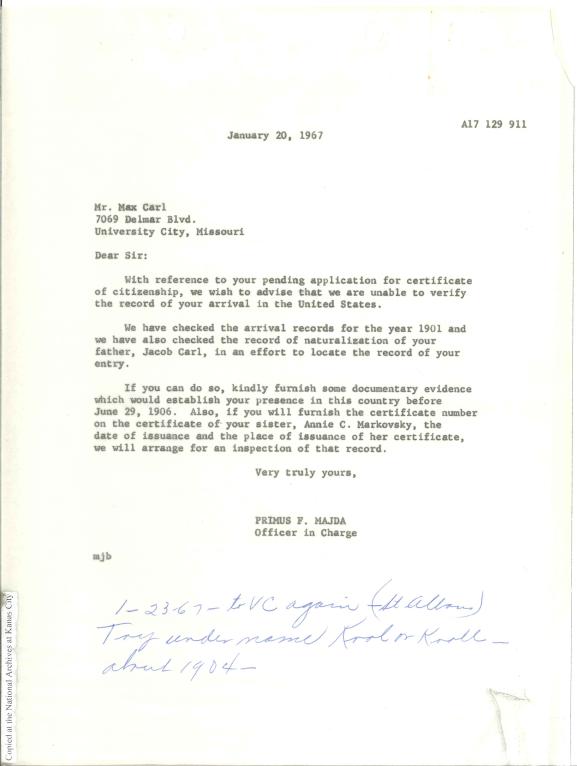 A17 129 911
January 20, 1967
Mr. Max Carl
7069 Delmar Blvd.
University City, Missouri
Dear Sir:
With reference to your pending application for certificate
of citizenship, we wish to advise that we are unable to verify
the record of your arrival in the United States.
We have checked the arrival records for the year 1901 and
we have also checked the record of naturalization of your
father, Jacob Carl, in an effort to locate the record of your
entry.
If you can do so, kindly furnish some documentary evidence
which would establish your presence in this country before
June 29, 1906. Also, if you will furnish the certificate number
on the certificate of your sister, Annie C. Markovsky, the
date of issuance and the place of issuance of her certificate,
we will arrange for an inspection of that record.
Very truly yours,
PRIMUS F. MAJDA
Officer in Charge
mjb
1-23-67- to VC again (St Albans)
Try under name Krol or Kroll -
about 1904-
Copied at the National Archives at Kanas City